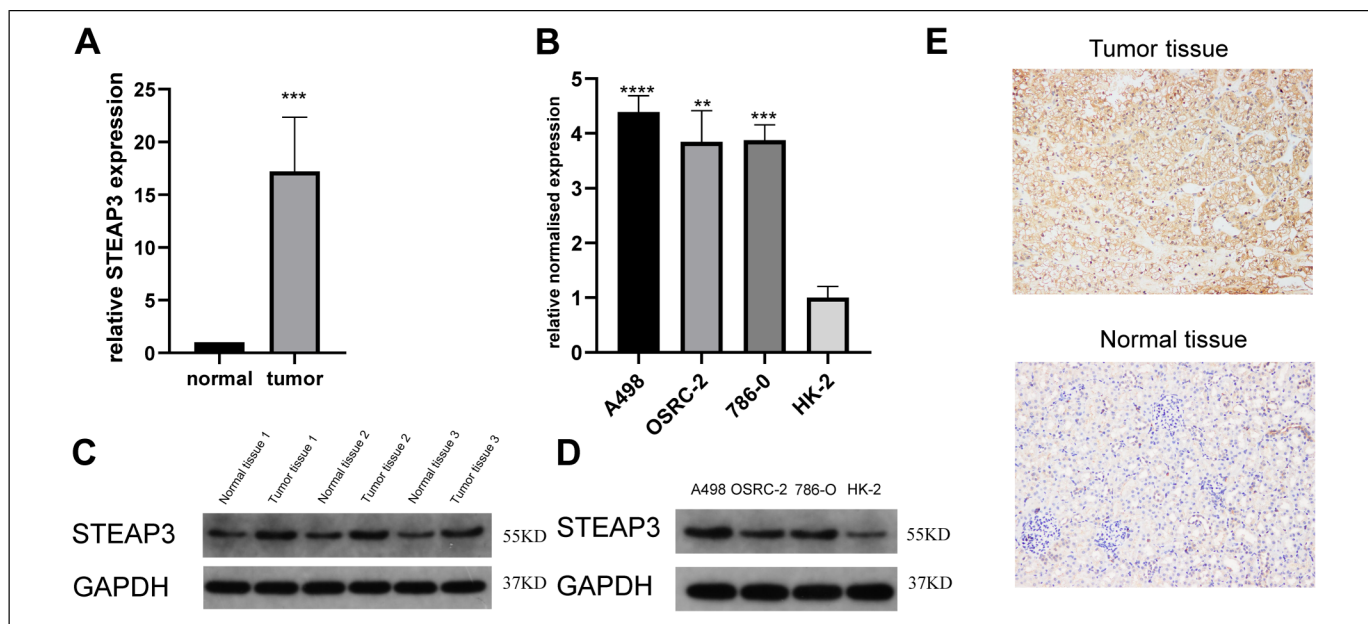 A
relative STEAP3 expression
25
20
15
10
5
0
***
normal
tumor
B
relative normalised expression
5
4
3
2
1
0
****
**
***
A498
OSRC-2
786-0
HK-2
C
Normal tissue 1
Tumor tissue 1
Normal tissue 2
Tumor tissue 2
Normal tissue 3
Tumor tissue 3
STEAP3
55KD
GAPDH
37KD
D
A498 OSRC-2 786-O HK-2
STEAP3
55KD
GAPDH
37KD
E
Tumor tissue
Normal tissue